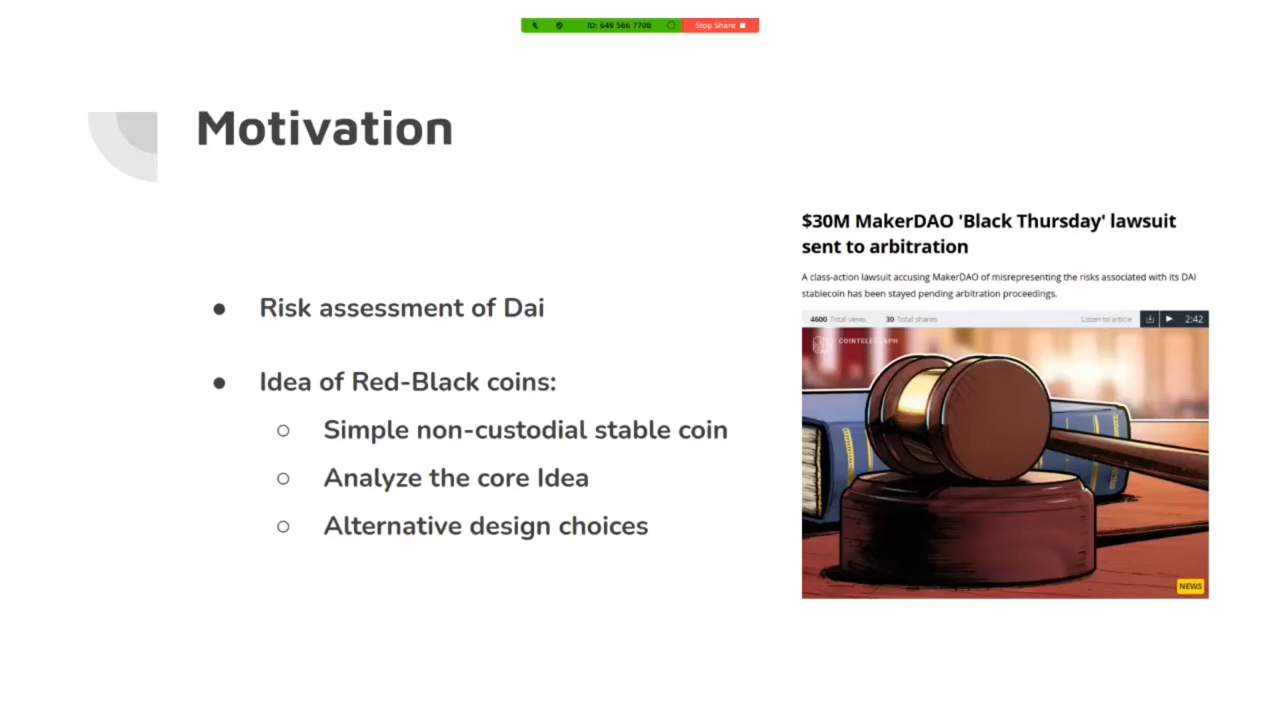 ID: 649 566 7708
Stop Share
Motivation
Risk assessment of Dai
Idea of Red-Black coins:
Simple non-custodial stable coin
Analyze the core Idea
Alternative design choices
$30M MakerDAO 'Black Thursday' lawsuit
sent to arbitration
A class-action lawsuit accusing MakerDAO of misrepresenting the risks associated with its DAI
stablecoin has been stayed pending arbitration proceedings.
4600 Total views 30 Total shares Listen to article 2:42
COINTELEGRAPH
NEWS